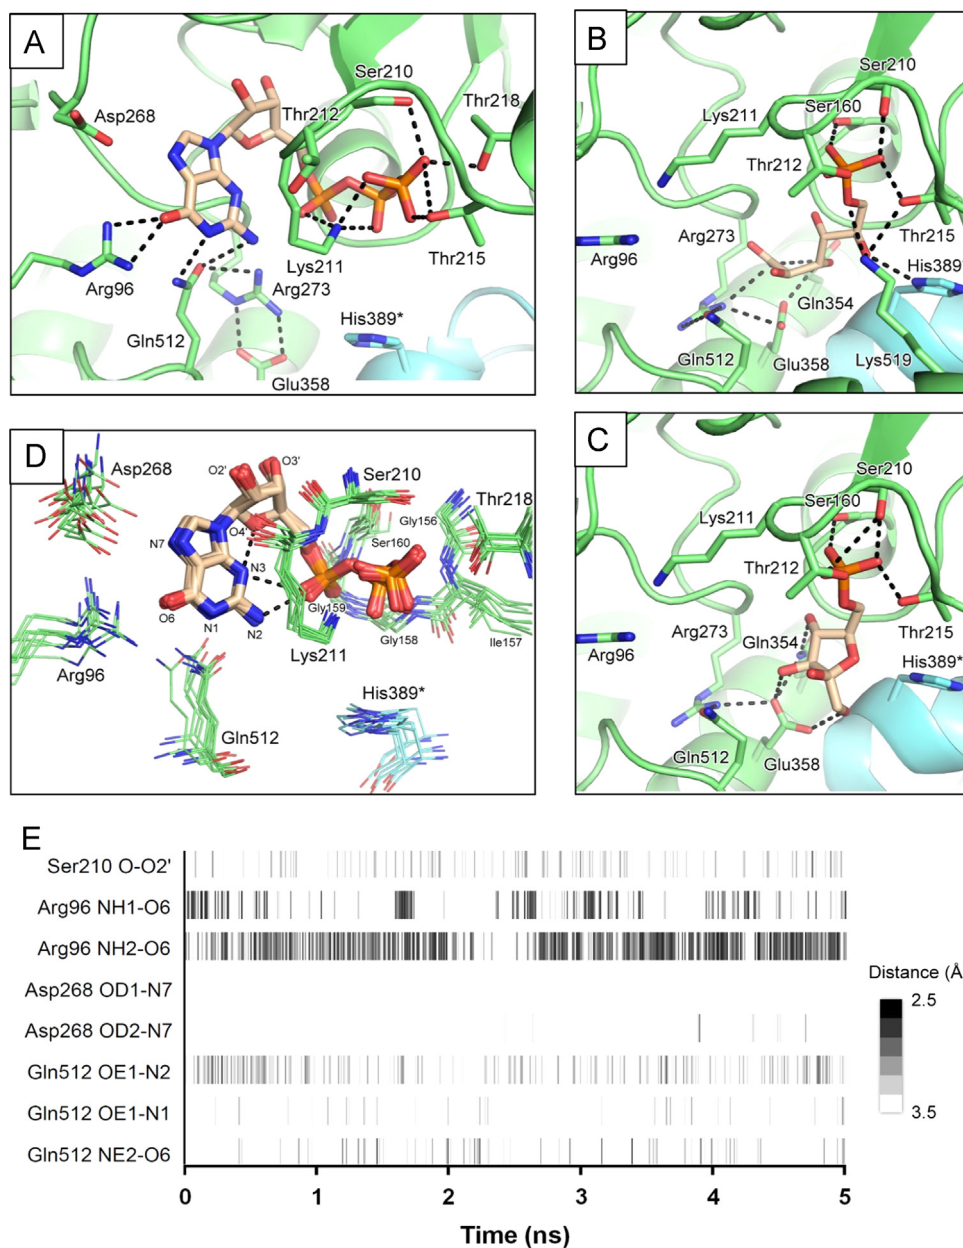 A
Ser210
Asp268
Thr212
Thr218
Lys211
Thr215
Arg96
Arg273
His389*
Gln512
Glu358
B
Ser210
Lys211
Ser160
Thr212
Arg273
Thr215
Arg96
His389*
Gln354
Gln512
Glu358
Lys519
D
Asp268
O2'
O3'
Ser210
Thr218
Gly156
N7
O4'
Ser160
N3
O6
N1
N2
Gly159
Gly158
Ile157
Lys211
Arg96
Gln512
His389*
C
Ser210
Ser160
Lys211
Thr212
Thr215
Arg273
Gln354
Arg96
His389*
Gln512
Glu358
E
Ser210 O-O2'
Arg96 NH1-O6
Arg96 NH2-O6
Asp268 OD1-N7
Asp268 OD2-N7
Gln512 OE1-N2
Gln512 OE1-N1
Gln512 NE2-O6
0 1 2 3 4 5
Time (ns)
Distance (Å
2.5
3.5